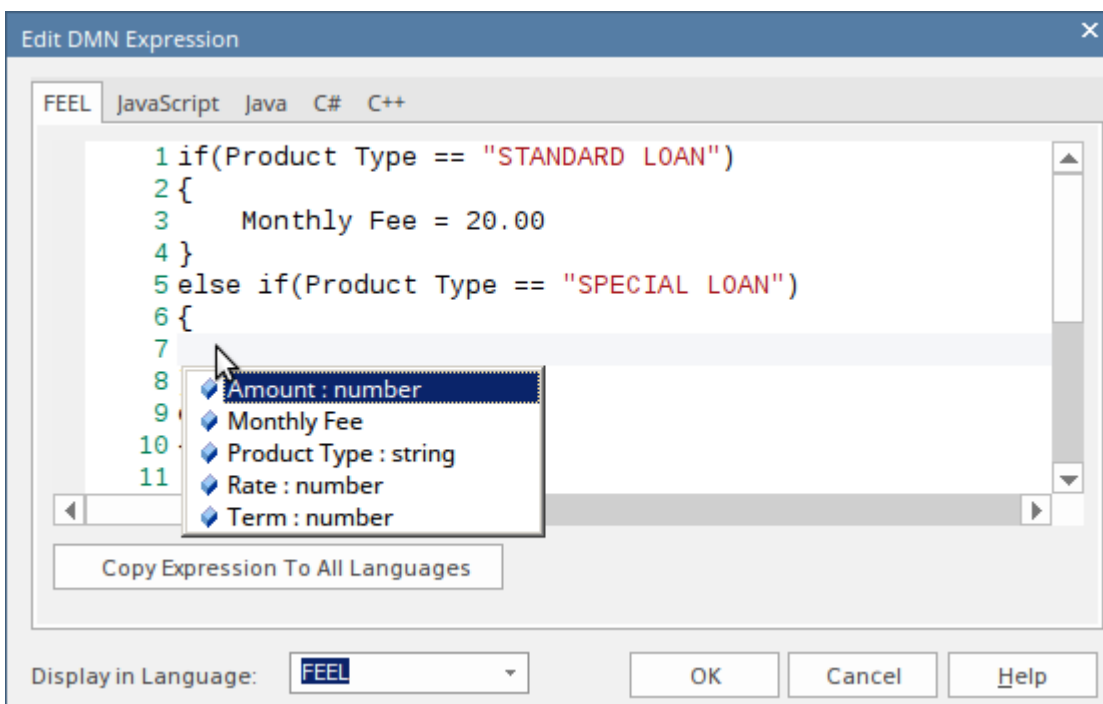 Edit DMN Expression
FEEL JavaScript Java C# C++
1 if(Product Type == "STANDARD LOAN")
2 {
3 Monthly Fee = 20.00
4 }
5 else if(Product Type == "SPECIAL LOAN")
6 {
7
8
9
10
11
Amount : number
Monthly Fee
Product Type : string
Rate : number
Term : number
Copy Expression To All Languages
Display in Language: FEEL OK Cancel Help